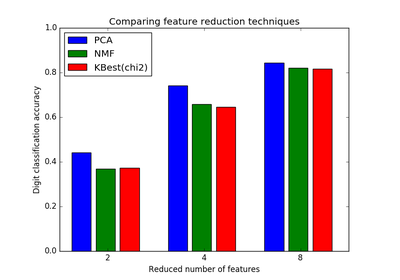 Comparing feature reduction techniques
1.0
PCA
NMF
KBest(chi2)
0.8
0.6
0.4
0.2
0.0
Digit classification accuracy
2 4 8
Reduced number of features